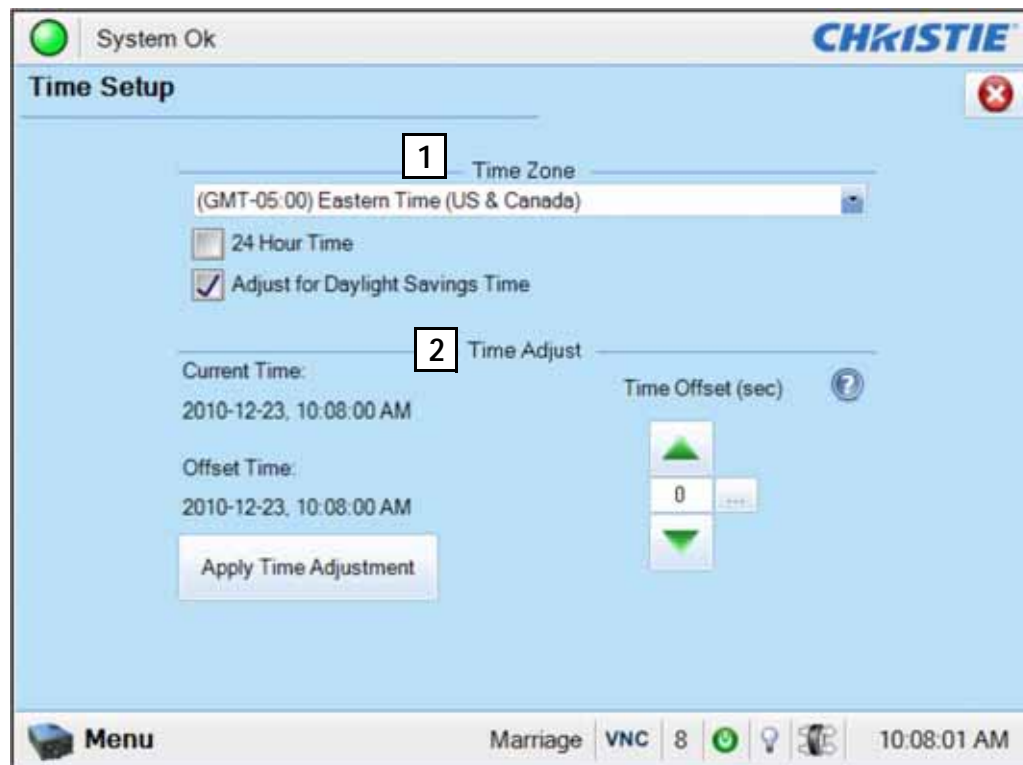 System Ok
CHRISTIE
Time Setup
1
Time Zone
(GMT-05:00) Eastern Time (US & Canada)
24 Hour Time
Adjust for Daylight Savings Time
2
Time Adjust
Current Time:
2010-12-23, 10:08:00 AM
Time Offset (sec)
?
Offset Time:
2010-12-23, 10:08:00 AM
0
...
Apply Time Adjustment
Menu
Marriage VNC 8 10:08:01 AM